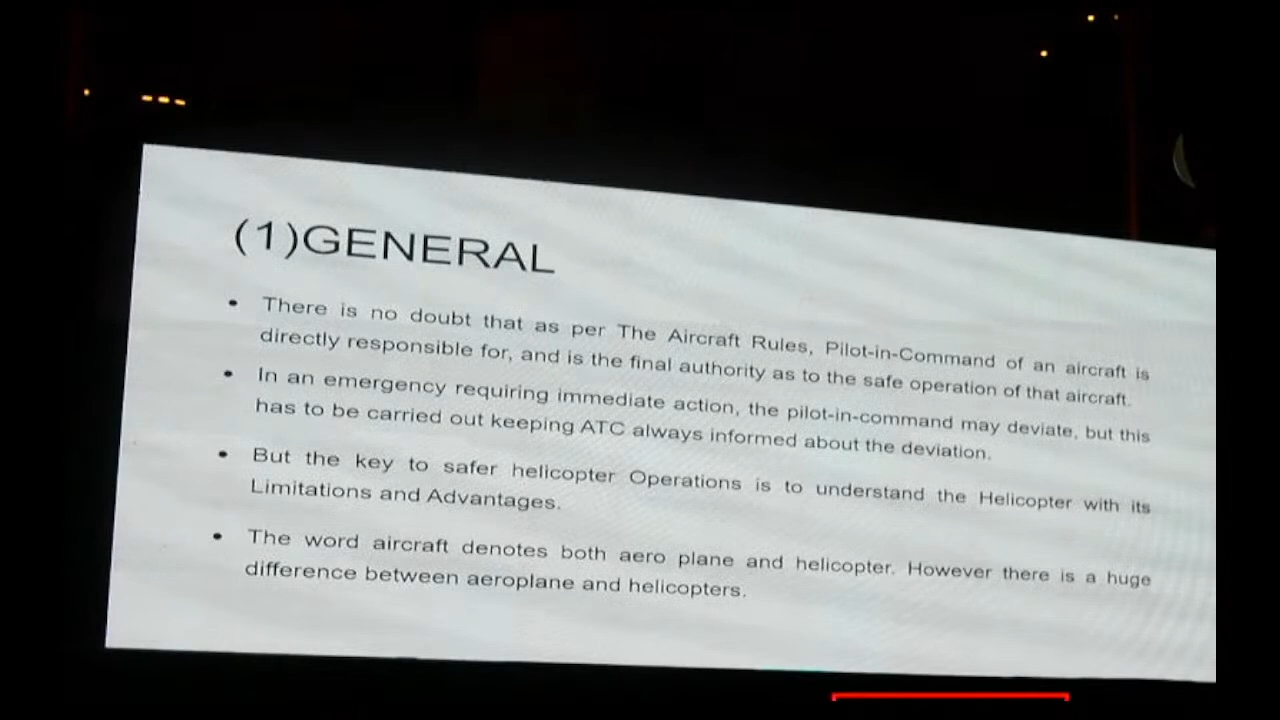 (1)GENERAL
• There is no doubt that as per The Aircraft Rules, Pilot-in-Command of an aircraft is
directly responsible for, and is the final authority as to the safe operation of that aircraft.
• In an emergency requiring immediate action, the pilot-in-command may deviate, but this
has to be carried out keeping ATC always informed about the deviation.
• But the key to safer helicopter Operations is to understand the Helicopter with its
Limitations and Advantages.
• The word aircraft denotes both aero plane and helicopter. However there is a huge
difference between aeroplane and helicopters.